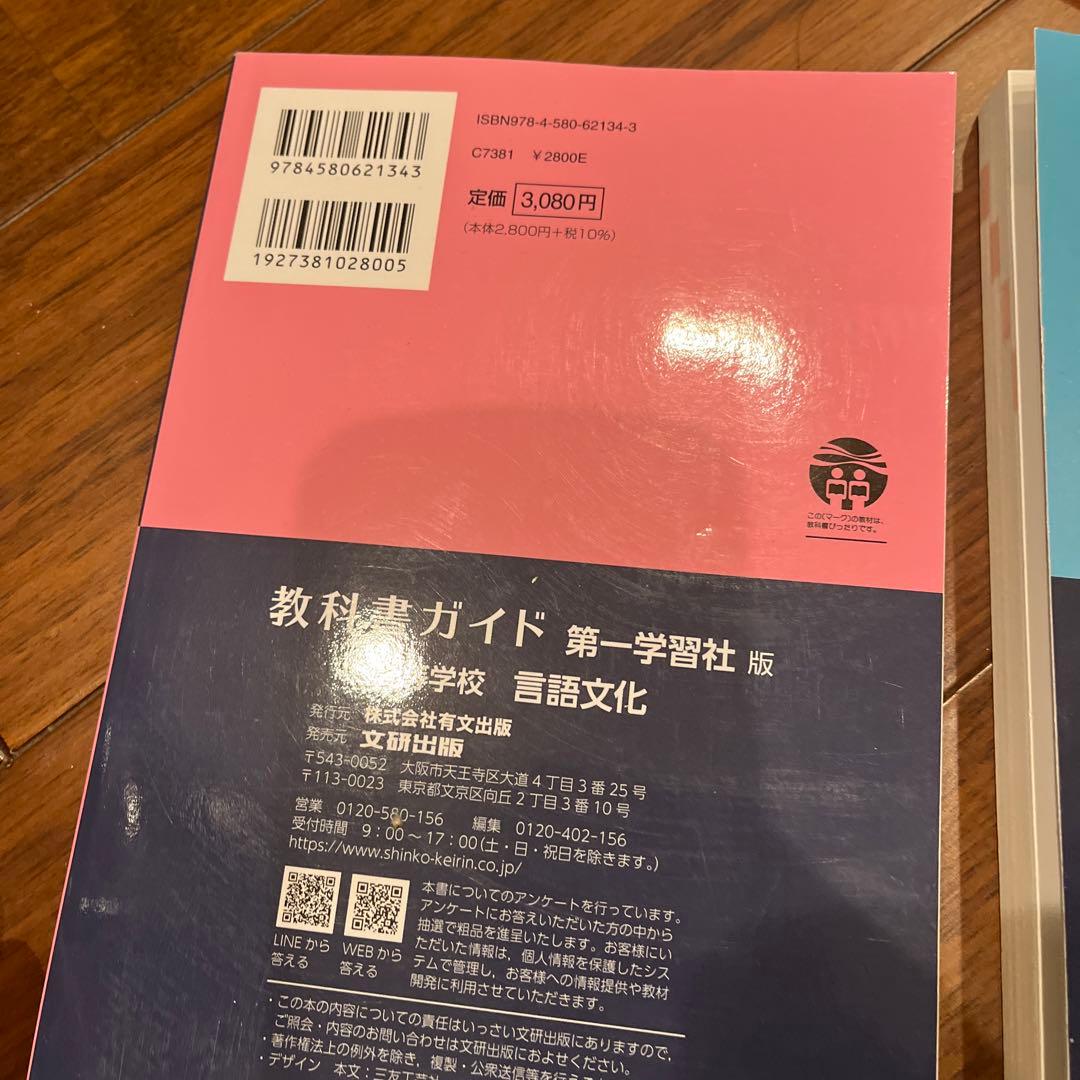 ISBN978-4-580-62134-3
9784580621343
C7381 ￥2800E
定価 3,080円
(本体2,800円+税10%)
1927381028005
この(マーク)の教材は、
教科書ぴったりです。
教科書ガイド 第一学習社 版
学校 言語文化
発行元 株式会社有文出版
発売元 文研出版
〒543-0052 大阪市天王寺区大道4丁目3番25号
〒113-0023 東京都文京区向丘2丁目3番10号
営業 0120-580-156 編集 0120-402-156
受付時間 9:00～17:00(土・日・祝日を除きます。)
https://www.shinko-keirin.co.jp/
LINEから
答える
WEBから
答える
本書についてのアンケートを行っています。
アンケートにお答えいただいた方の中から
抽選で粗品を進呈いたします。お客様にい
ただいた情報は，個人情報を保護したシス
テムで管理し，お客様への情報提供や教材
開発に利用させていただきます。
・この本の内容についての責任はいっさい文研出版にありますので，
ご照会・内容のお問い合わせは文研出版におよせください。
・著作権法上の例外を除き，複製・公衆送信等を行う
・デザイン 本文：三友工芸社